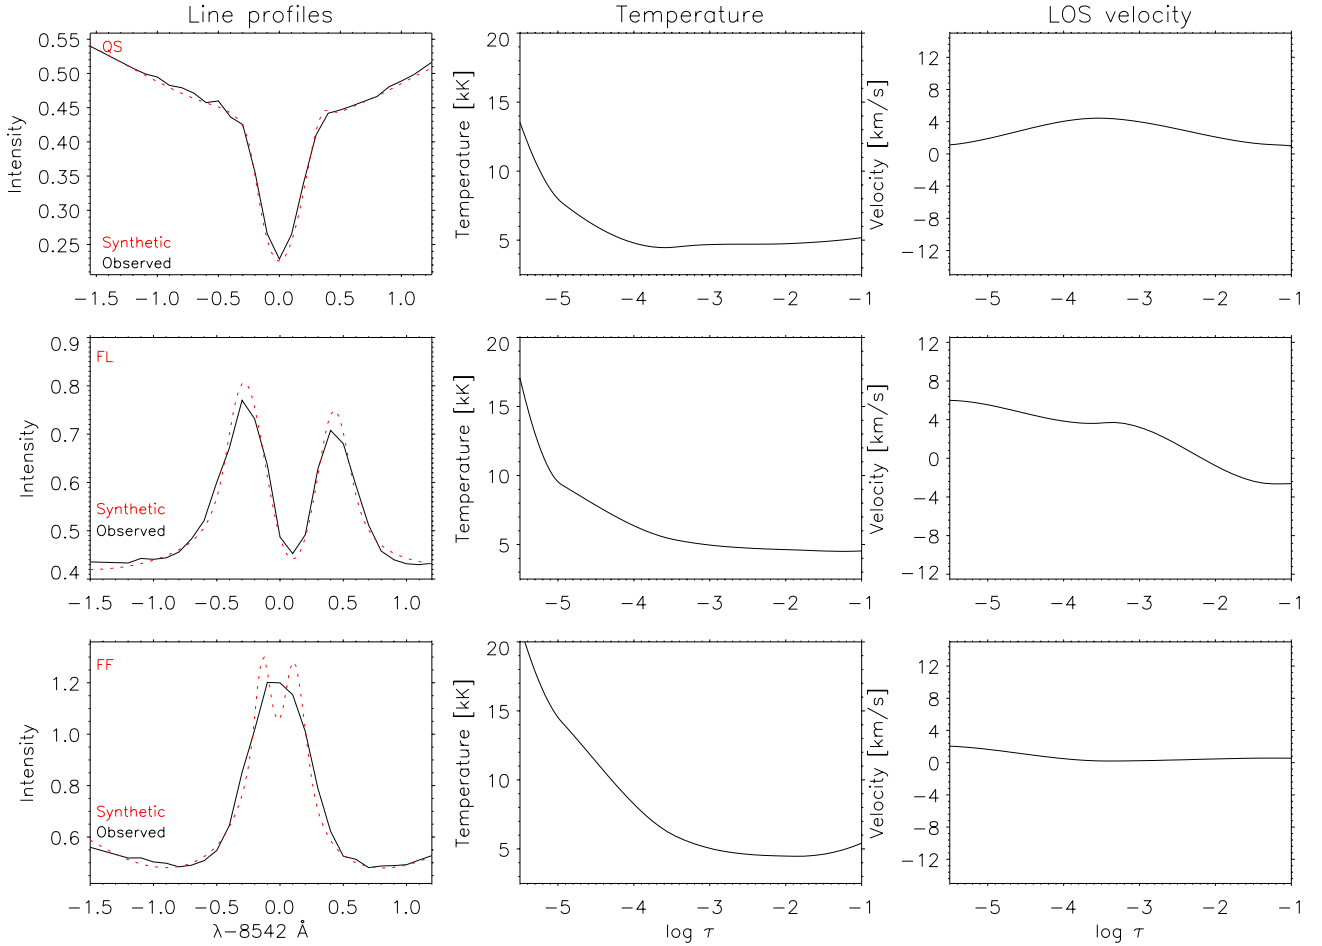 Line profiles
Temperature
LOS velocity
QS
Synthetic
Observed
Intensity
0.55
0.50
0.45
0.40
0.35
0.30
0.25
−1.5 −1.0 −0.5 0.0 0.5 1.0
Temperature [kK]
20
15
10
5
−5 −4 −3 −2 −1
Velocity [km/s]
12
8
4
0
−4
−8
−12
−5 −4 −3 −2 −1
FL
Synthetic
Observed
Intensity
0.9
0.8
0.7
0.6
0.5
0.4
−1.5 −1.0 −0.5 0.0 0.5 1.0
Temperature [kK]
20
15
10
5
−5 −4 −3 −2 −1
Velocity [km/s]
12
8
4
0
−4
−8
−12
−5 −4 −3 −2 −1
FF
Synthetic
Observed
Intensity
1.2
1.0
0.8
0.6
−1.5 −1.0 −0.5 0.0 0.5 1.0
λ−8542 Å
Temperature [kK]
20
15
10
5
−5 −4 −3 −2 −1
log τ
Velocity [km/s]
12
8
4
0
−4
−8
−12
−5 −4 −3 −2 −1
log τ